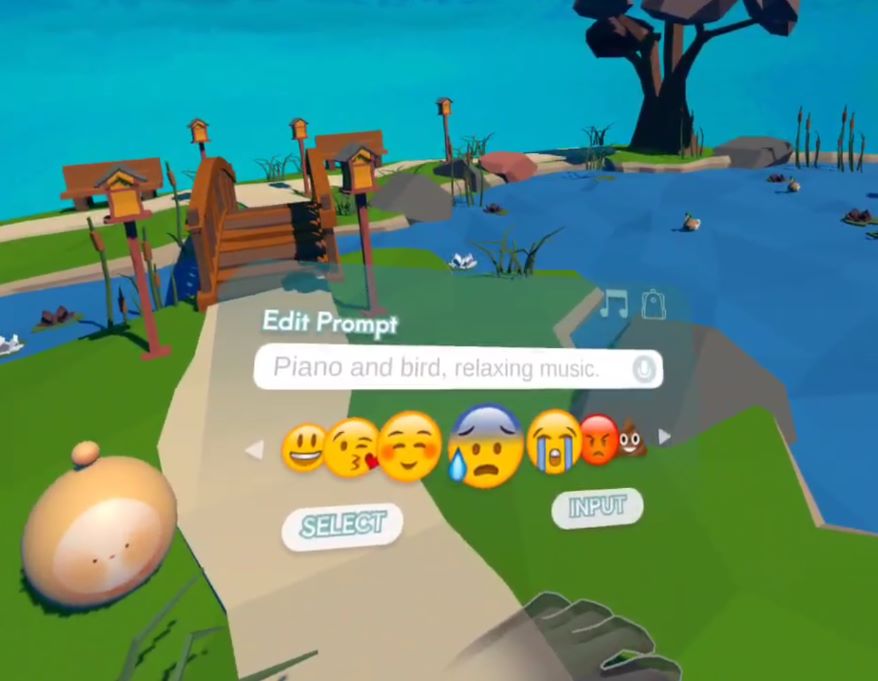 Edit Prompt
Piano and bird, relaxing music.
SELECT
INPUT